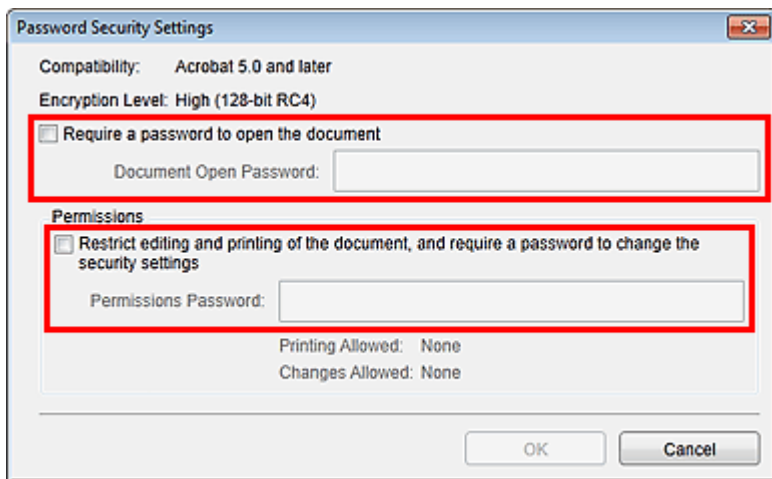 Password Security Settings
Compatibility: Acrobat 5.0 and later
Encryption Level: High (128-bit RC4)
Require a password to open the document
Document Open Password:
Permissions
Restrict editing and printing of the document, and require a password to change the
security settings
Permissions Password:
Printing Allowed: None
Changes Allowed: None
OK Cancel